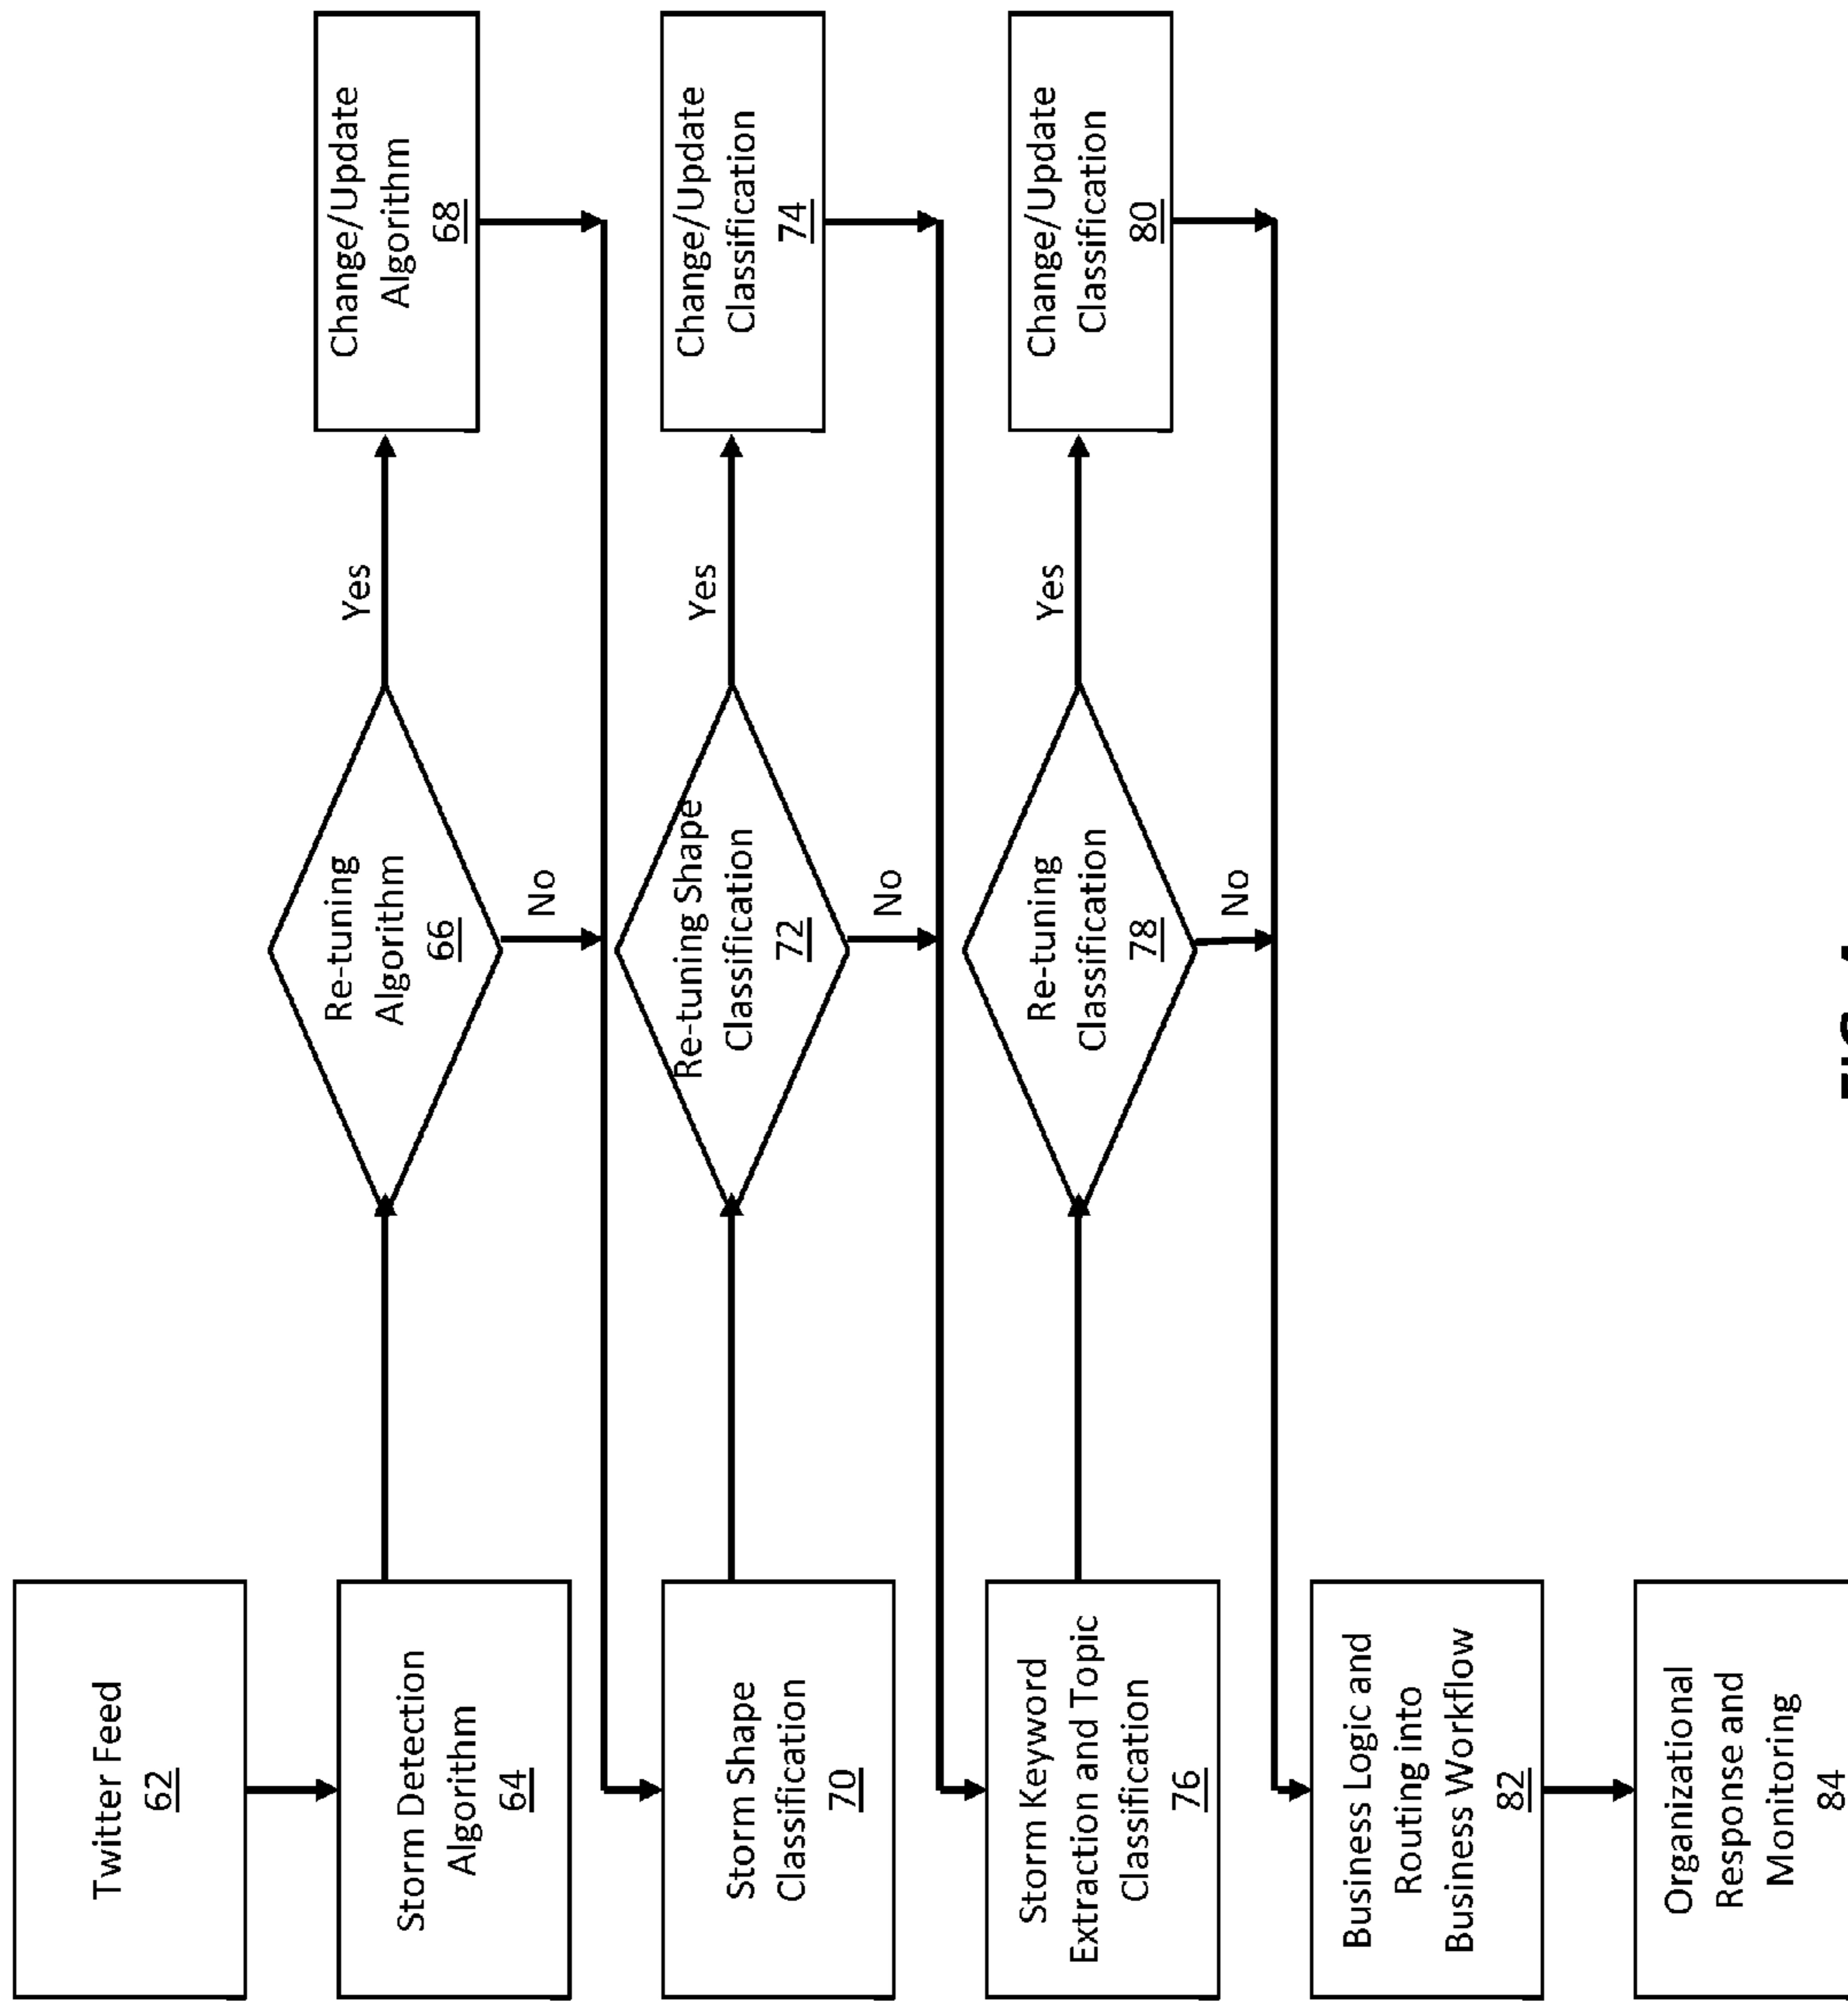 Twitter Feed
62
Storm Detection
Algorithm
64
Re-tuning
Algorithm
66
Yes
Change/Update
Algorithm
68
No
Storm Shape
Classification
70
Re-tuning Shape
Classification
72
Yes
Change/Update
Classification
74
No
Storm Keyword
Extraction and Topic
Classification
76
Re-tuning
Classification
78
Yes
Change/Update
Classification
80
No
Business Logic and
Routing into
Business Workflow
82
Organizational
Response and
Monitoring
84